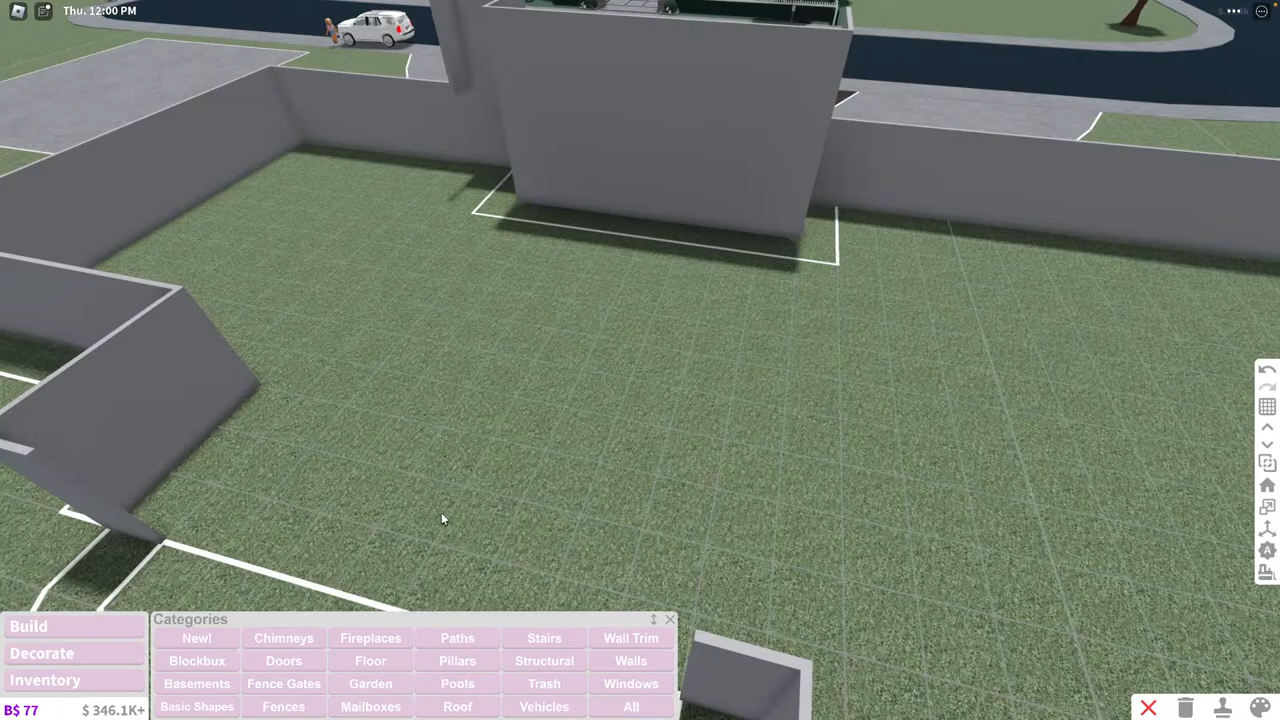 Thu. 12:00 PM
Build
Decorate
Inventory
B$ 77 $ 346.1K+
Categories
New! Chimneys Fireplaces Paths Stairs Wall Trim
Blockbux Doors Floor Pillars Structural Walls
Basements Fence Gates Garden Pools Trash Windows
Basic Shapes Fences Mailboxes Roof Vehicles All
A